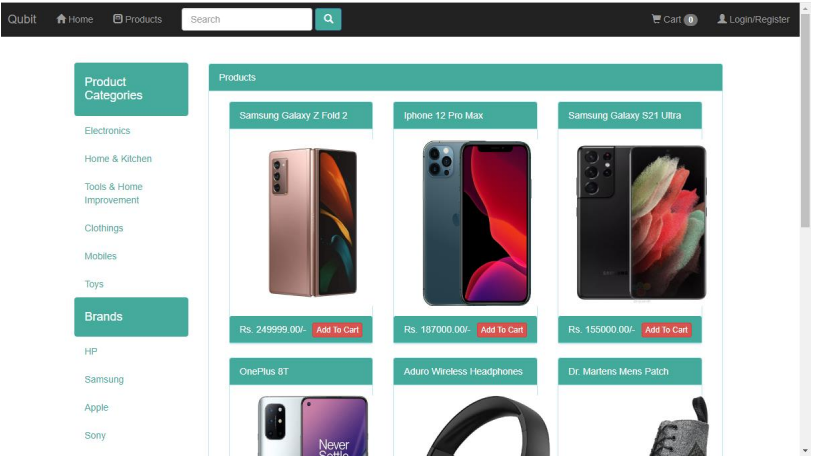 Qubit Home Products Search Cart 0 Login/Register
Product
Categories
Electronics
Home & Kitchen
Tools & Home
Improvement
Clothings
Mobiles
Toys
Brands
HP
Samsung
Apple
Sony
Products
Samsung Galaxy Z Fold 2
Rs. 249999.00/- Add To Cart
Iphone 12 Pro Max
Rs. 187000.00/- Add To Cart
Samsung Galaxy S21 Ultra
Rs. 155000.00/- Add To Cart
OnePlus 8T
Never
Settle
Aduro Wireless Headphones
Dr. Martens Mens Patch